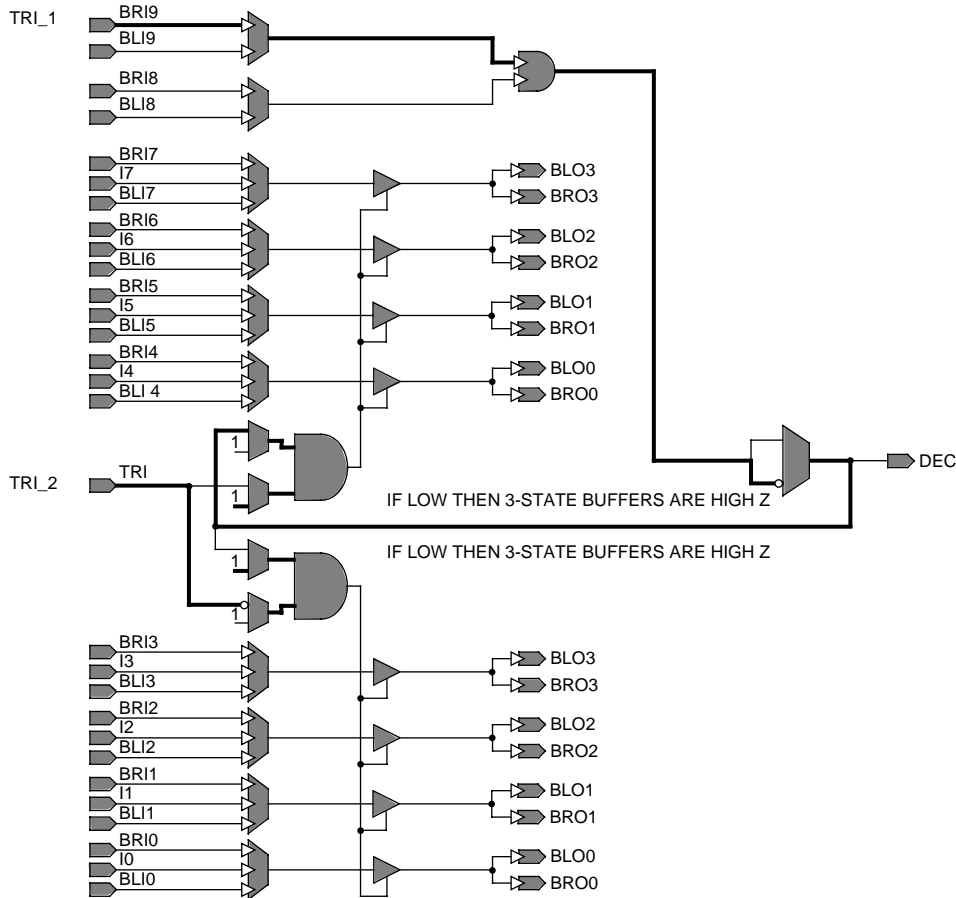 TRI_1
BRI9
BLI9
BRI8
BLI8
BRI7
I7
BLI7
BLO3
BRO3
BRI6
I6
BLI6
BLO2
BRO2
BRI5
I5
BLI5
BLO1
BRO1
BRI4
I4
BLI 4
BLO0
BRO0
1
DEC
TRI_2
TRI
1
IF LOW THEN 3-STATE BUFFERS ARE HIGH Z
IF LOW THEN 3-STATE BUFFERS ARE HIGH Z
1
1
BRI3
I3
BLI3
BLO3
BRO3
BRI2
I2
BLI2
BLO2
BRO2
BRI1
I1
BLI1
BLO1
BRO1
BRI0
I0
BLI0
BLO0
BRO0